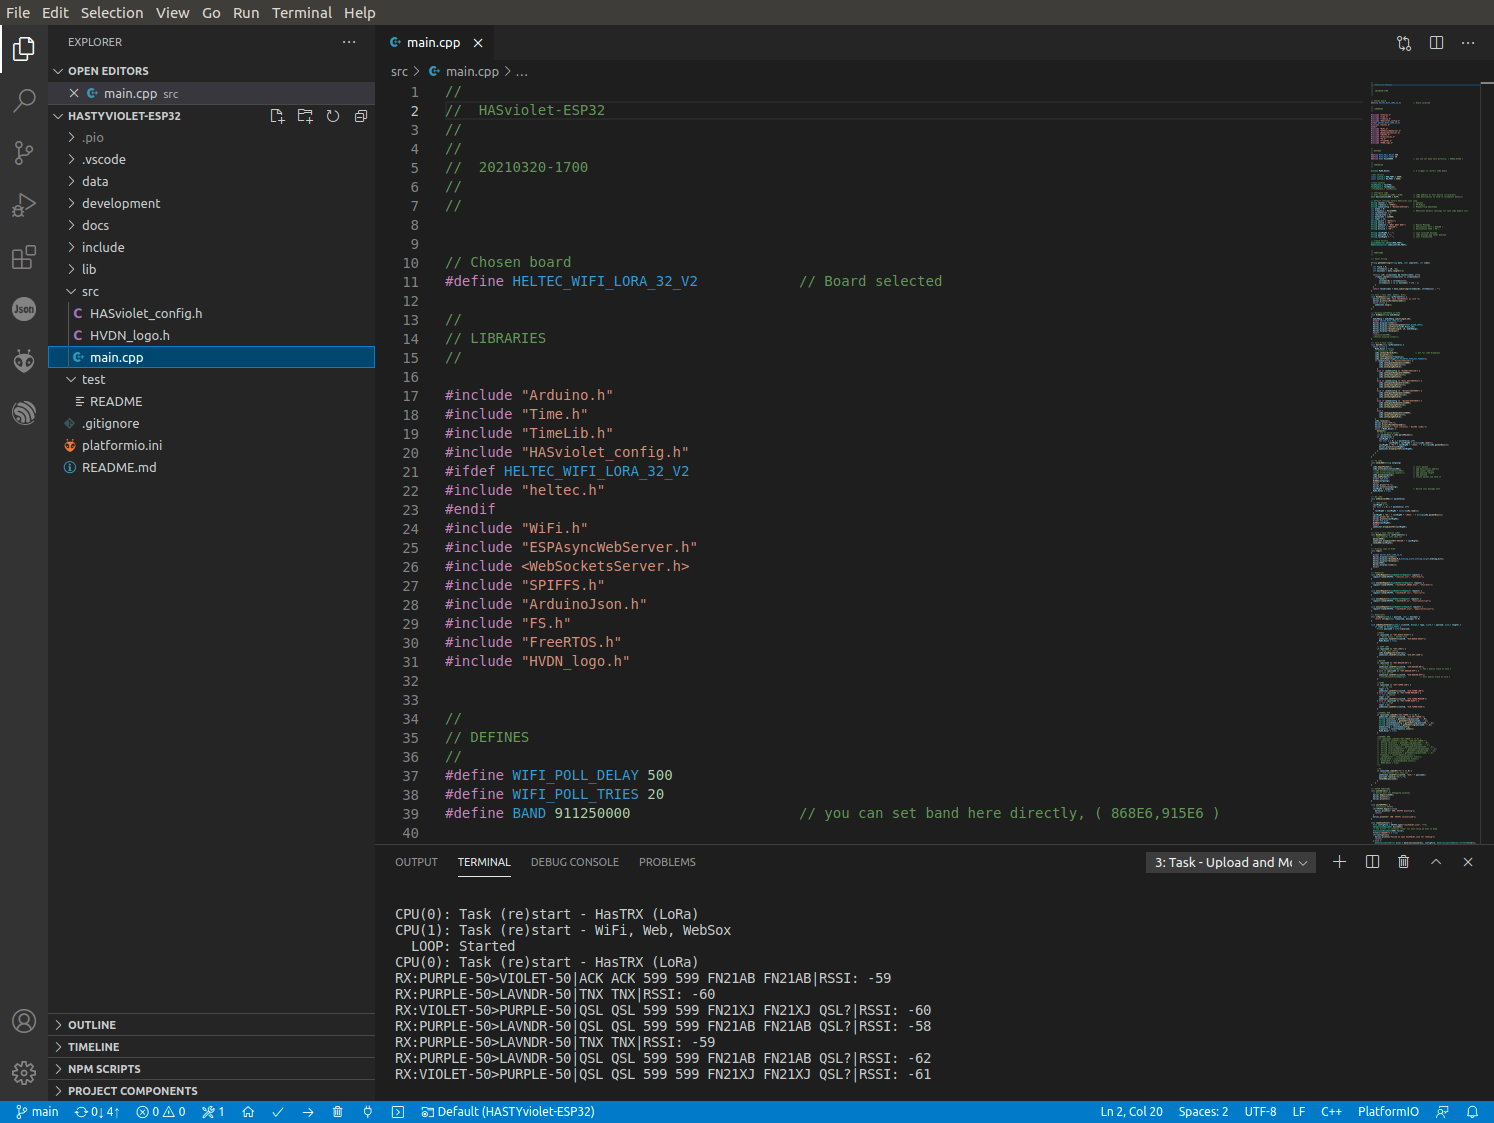 File Edit Selection View Go Run Terminal Help
EXPLORER
OPEN EDITORS
main.cpp src
HASTYVIOLET-ESP32
.pio
.vscode
data
development
docs
include
lib
src
HASviolet_config.h
HVDN_logo.h
main.cpp
test
README
.gitignore
platformio.ini
README.md
OUTLINE
TIMELINE
NPM SCRIPTS
PROJECT COMPONENTS
Json
main.cpp
src > main.cpp > ...
1 //
2 //  HASviolet-ESP32
3 //
4 //
5 //  20210320-1700
6 //
7 //
8
9
10 // Chosen board
11 #define HELTEC_WIFI_LORA_32_V2 // Board selected
12
13 //
14 // LIBRARIES
15 //
16
17 #include "Arduino.h"
18 #include "Time.h"
19 #include "TimeLib.h"
20 #include "HASviolet_config.h"
21 #ifdef HELTEC_WIFI_LORA_32_V2
22 #include "heltec.h"
23 #endif
24 #include "WiFi.h"
25 #include "ESPAsyncWebServer.h"
26 #include <WebSocketsServer.h>
27 #include "SPIFFS.h"
28 #include "ArduinoJson.h"
29 #include "FS.h"
30 #include "FreeRTOS.h"
31 #include "HVDN_logo.h"
32
33
34 //
35 // DEFINES
36 //
37 #define WIFI_POLL_DELAY 500
38 #define WIFI_POLL_TRIES 20
39 #define BAND 911250000 // you can set band here directly, ( 868E6,915E6 )
40
OUTPUT TERMINAL DEBUG CONSOLE PROBLEMS 3: Task - Upload and Mo
CPU(0): Task (re)start - HasTRX (LoRa)
CPU(1): Task (re)start - WiFi, Web, WebSox
LOOP: Started
CPU(0): Task (re)start - HasTRX (LoRa)
RX:PURPLE-50>VIOLET-50|ACK ACK 599 599 FN21AB FN21AB|RSSI: -59
RX:PURPLE-50>LAVNDR-50|TNX TNX|RSSI: -60
RX:VIOLET-50>PURPLE-50|QSL QSL 599 599 FN21XJ FN21XJ QSL?|RSSI: -60
RX:PURPLE-50>LAVNDR-50|QSL QSL 599 599 FN21AB FN21AB QSL?|RSSI: -58
RX:PURPLE-50>LAVNDR-50|TNX TNX|RSSI: -59
RX:PURPLE-50>LAVNDR-50|QSL QSL 599 599 FN21AB FN21AB QSL?|RSSI: -62
RX:VIOLET-50>PURPLE-50|QSL QSL 599 599 FN21XJ FN21XJ QSL?|RSSI: -61
main 0↓ 4↑ 0 0 1 Default (HASTYviolet-ESP32) Ln 2, Col 20 Spaces: 2 UTF-8 LF C++ PlatformIO